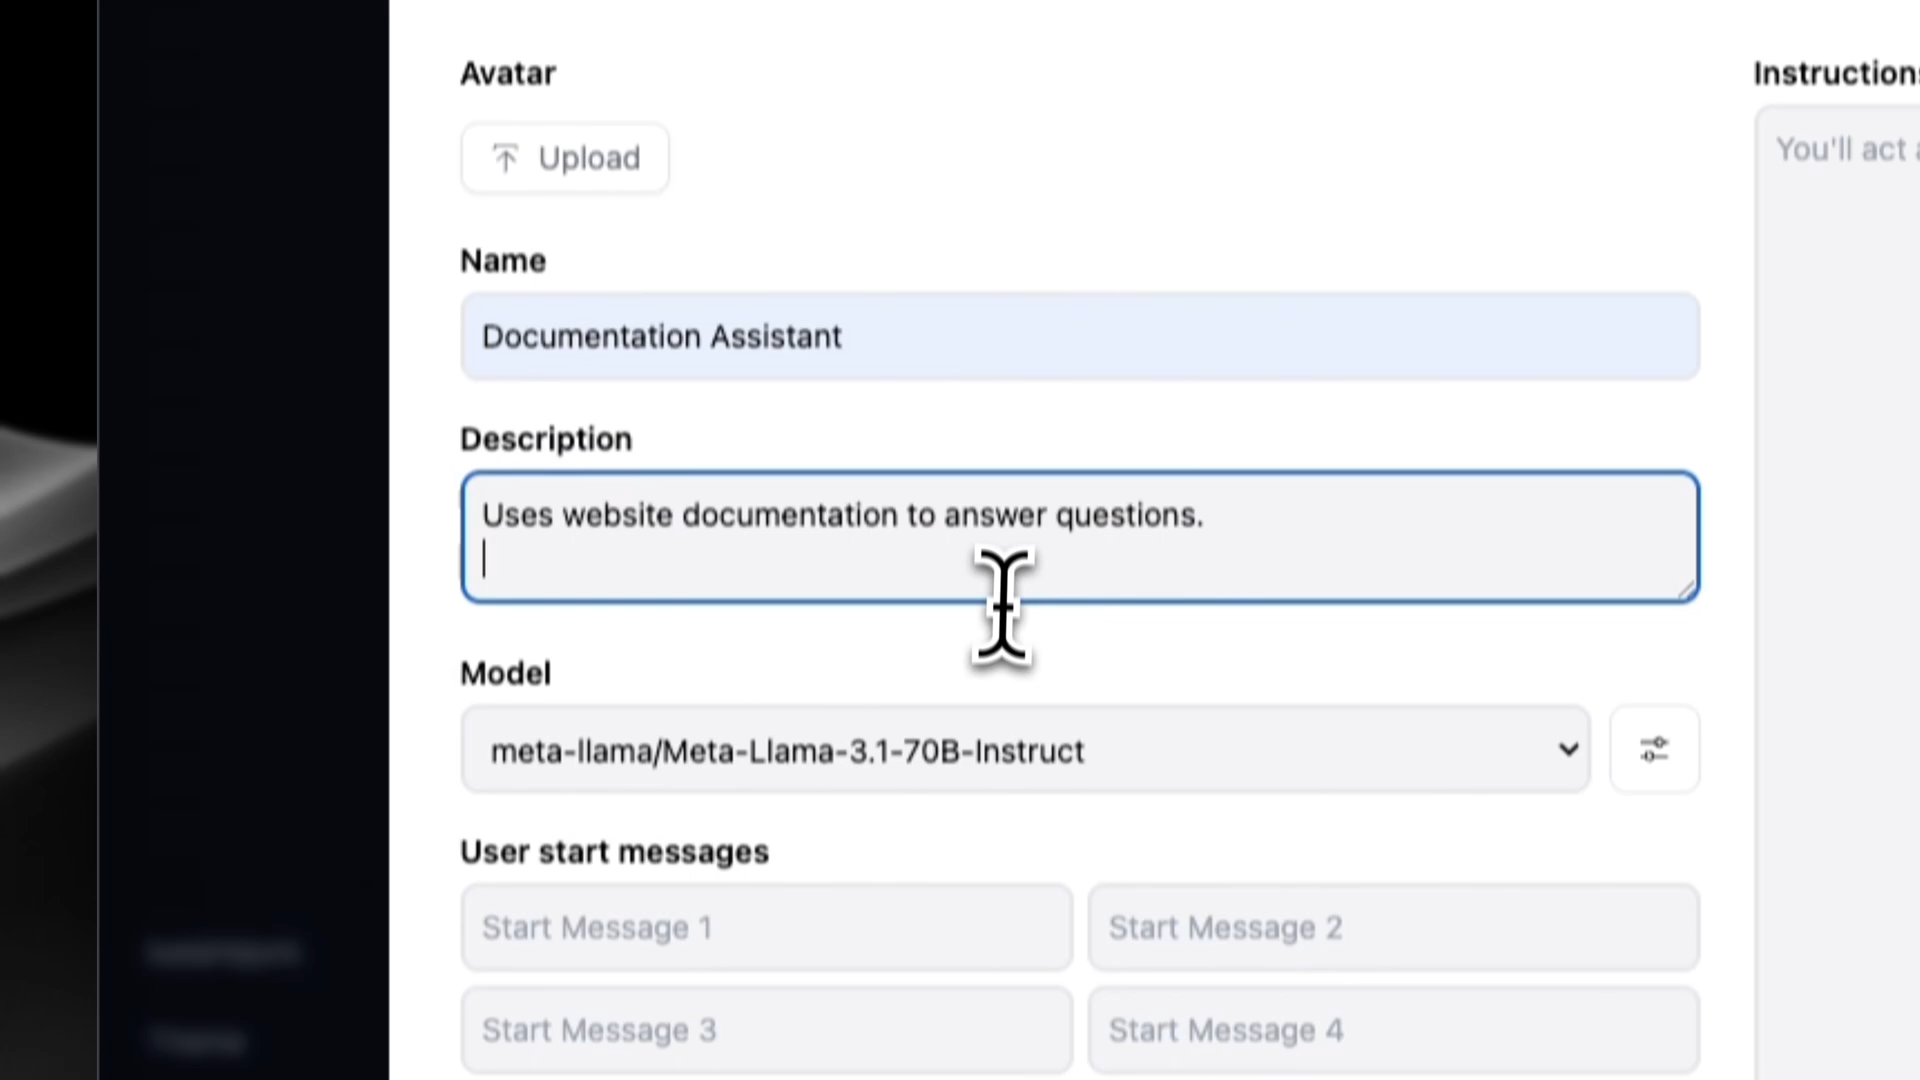 Avatar
Upload
Name
Documentation Assistant
Description
Uses website documentation to answer questions.
Model
meta-llama/Meta-Llama-3.1-70B-Instruct
User start messages
Start Message 1
Start Message 2
Start Message 3
Start Message 4
Instructions
You'll act